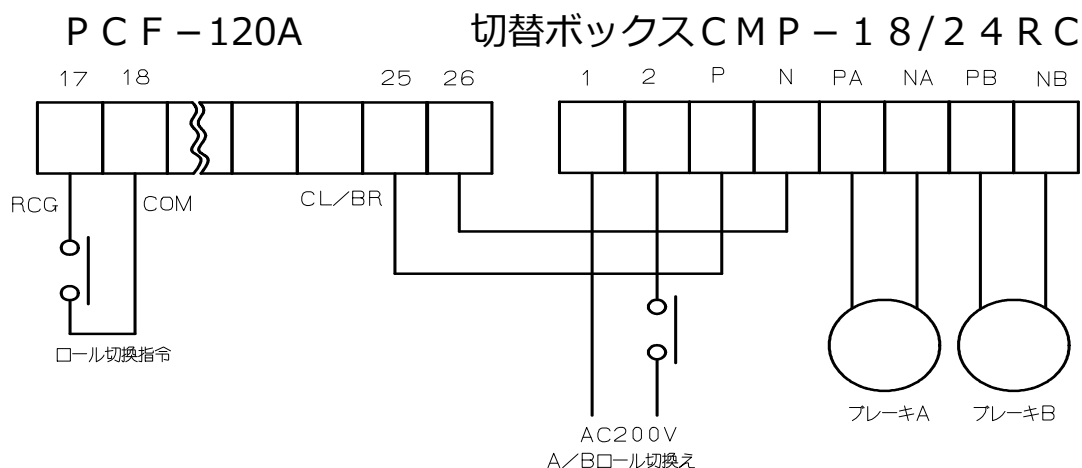 PCF－120A
切替ボックスCMP－18/24RC
17 18 25 26
1 2 P N PA NA PB NB
RCG COM CL/BR
ロール切換指令
AC200V
A/Bロール切換え
ブレーキA ブレーキB